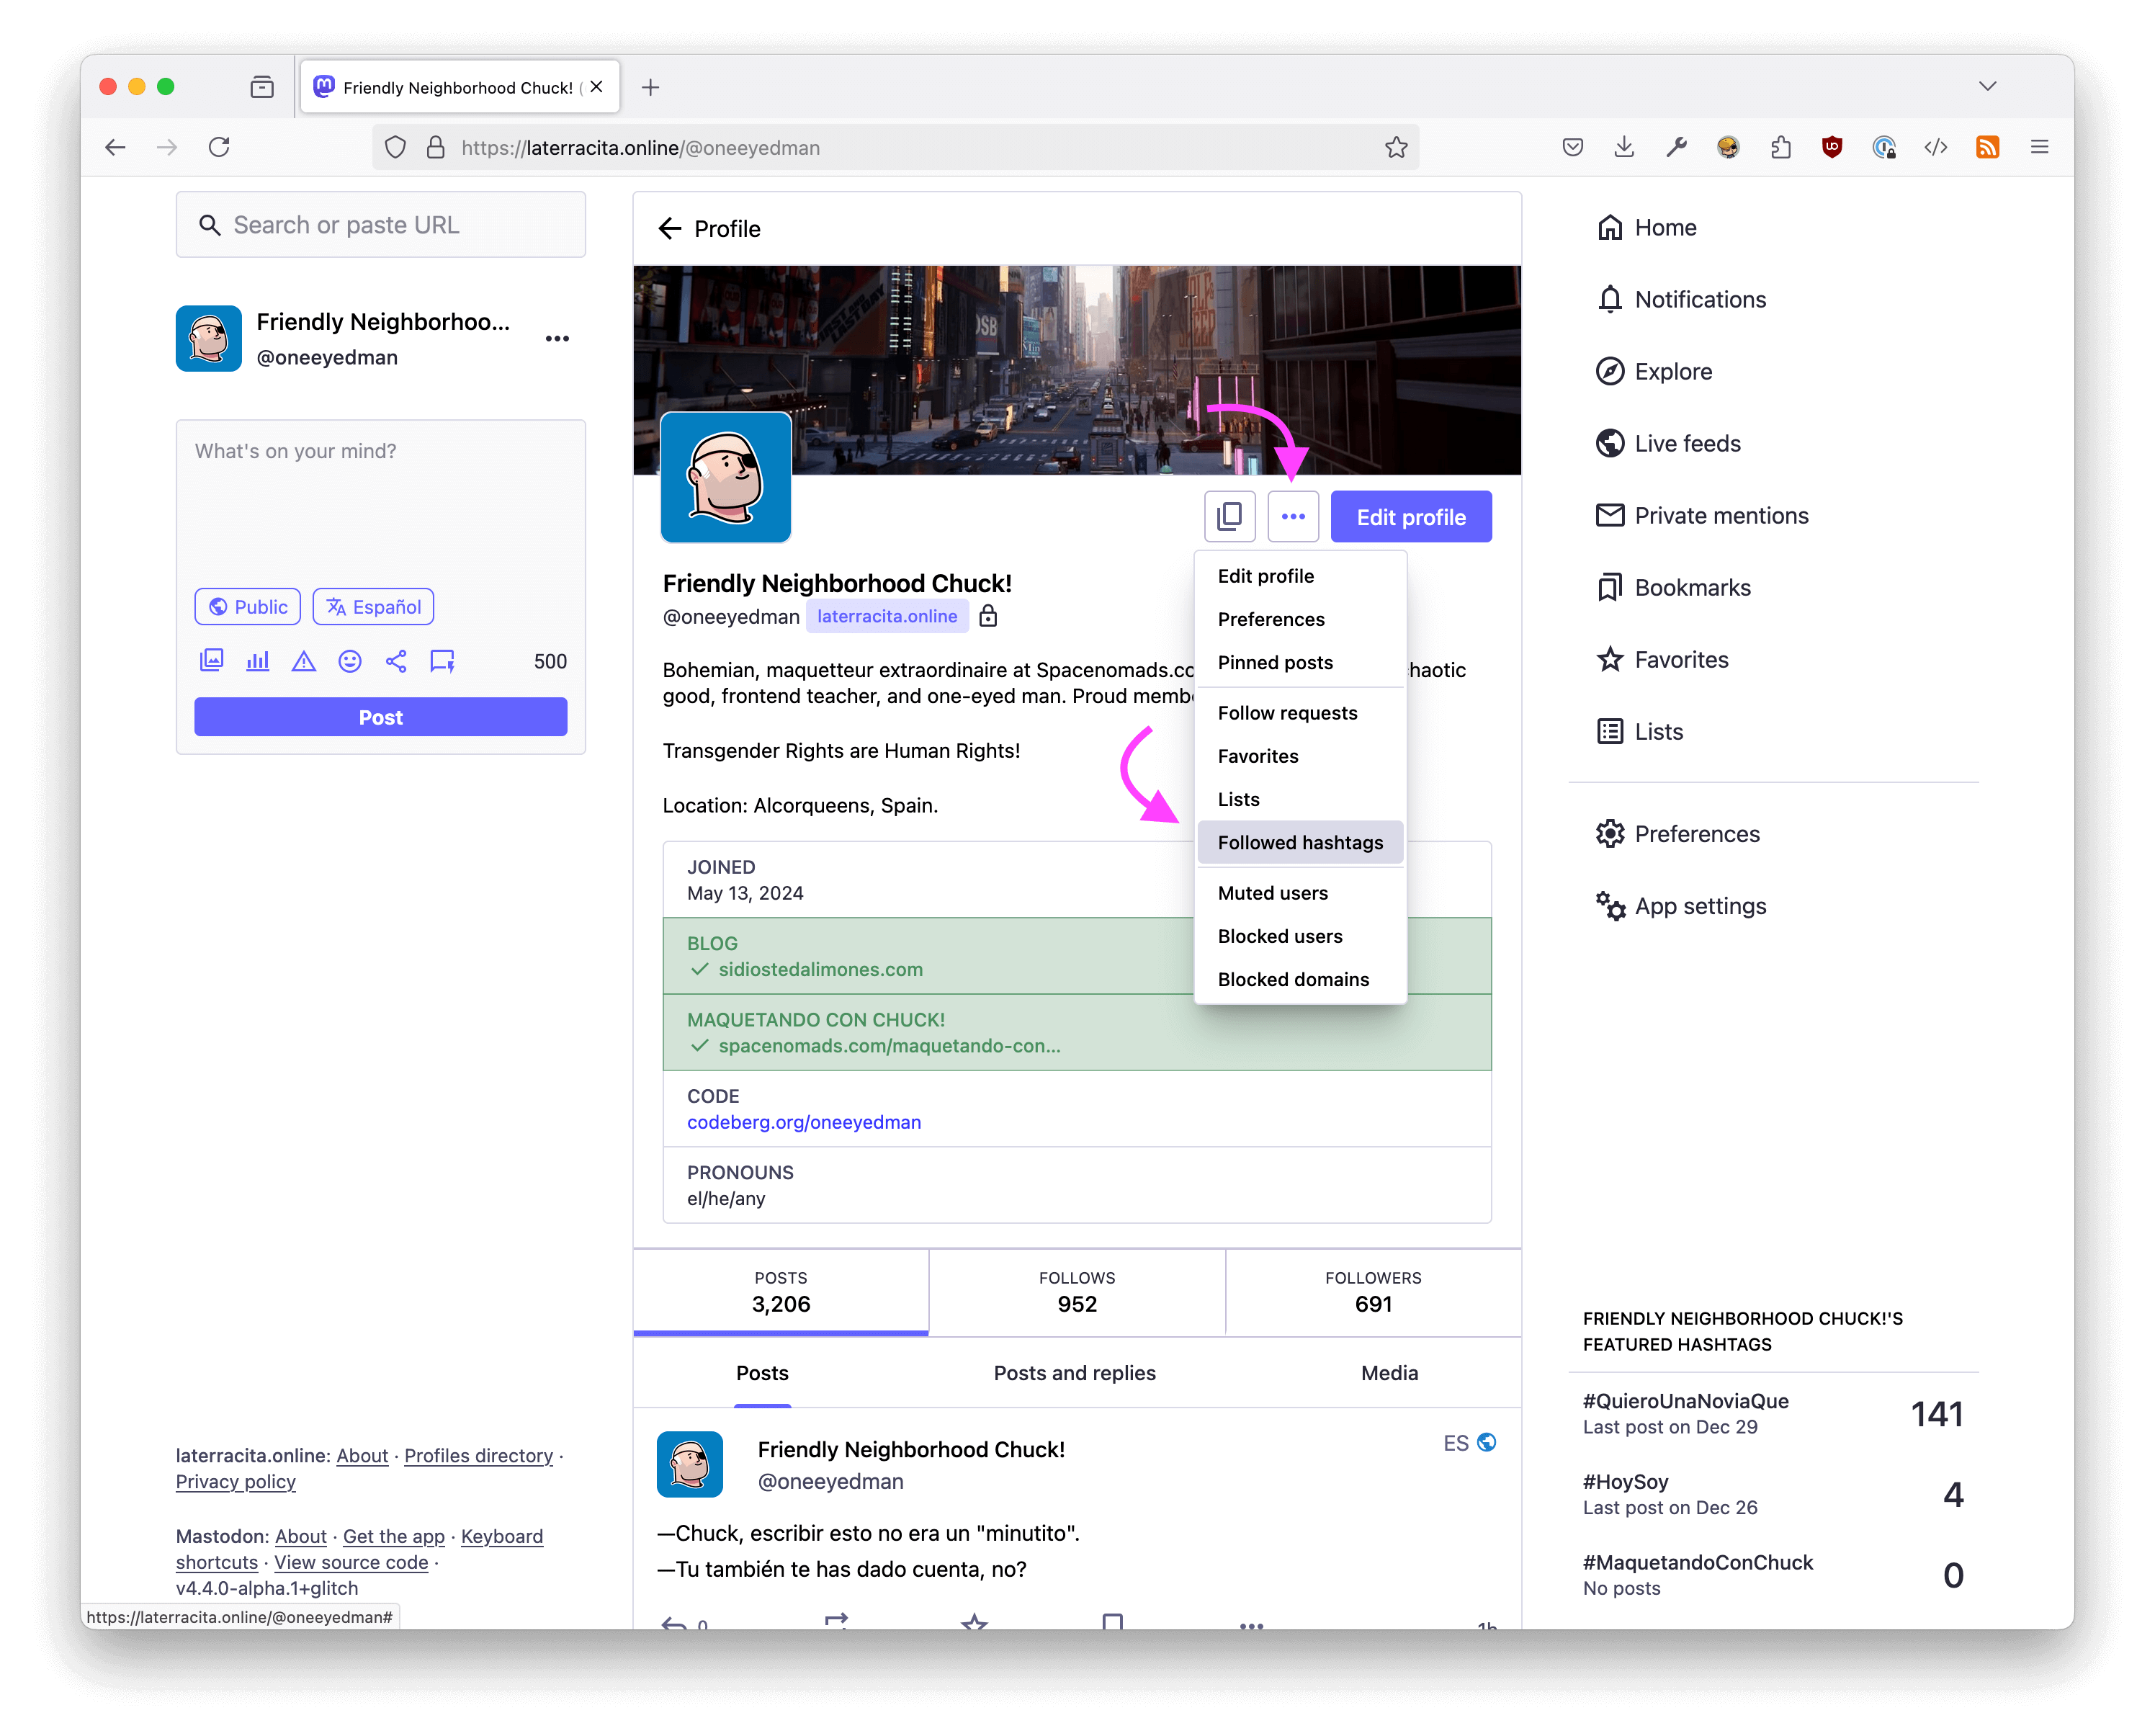 Friendly Neighborhood Chuck! (
https://laterracita.online/@oneeyedman
Search or paste URL
Friendly Neighborhoo...
@oneeyedman
What's on your mind?
Public
Español
500
Post
laterracita.online: About · Profiles directory ·
Privacy policy
Mastodon: About · Get the app · Keyboard
shortcuts · View source code ·
v4.4.0-alpha.1+glitch
https://laterracita.online/@oneeyedman#
Profile
DSB
Edit profile
Friendly Neighborhood Chuck!
@oneeyedman laterracita.online
Bohemian, maquetteur extraordinaire at Spacenomads.co haotic
good, frontend teacher, and one-eyed man. Proud memb
Transgender Rights are Human Rights!
Location: Alcorqueens, Spain.
Edit profile
Preferences
Pinned posts
Follow requests
Favorites
Lists
Followed hashtags
Muted users
Blocked users
Blocked domains
JOINED
May 13, 2024
BLOG
sidiostedalimones.com
MAQUETANDO CON CHUCK!
spacenomads.com/maquetando-con...
CODE
codeberg.org/oneeyedman
PRONOUNS
el/he/any
POSTS
3,206
FOLLOWS
952
FOLLOWERS
691
Posts
Posts and replies
Media
Friendly Neighborhood Chuck!
@oneeyedman
ES
—Chuck, escribir esto no era un "minutito".
—Tu también te has dado cuenta, no?
0
1h
Home
Notifications
Explore
Live feeds
Private mentions
Bookmarks
Favorites
Lists
Preferences
App settings
FRIENDLY NEIGHBORHOOD CHUCK!'S
FEATURED HASHTAGS
#QuieroUnaNoviaQue
Last post on Dec 29
141
#HoySoy
Last post on Dec 26
4
#MaquetandoConChuck
No posts
0